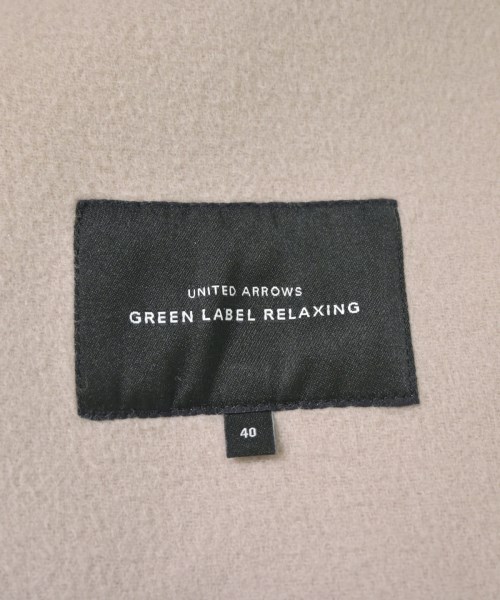 UNITED ARROWS
GREEN LABEL RELAXING
40